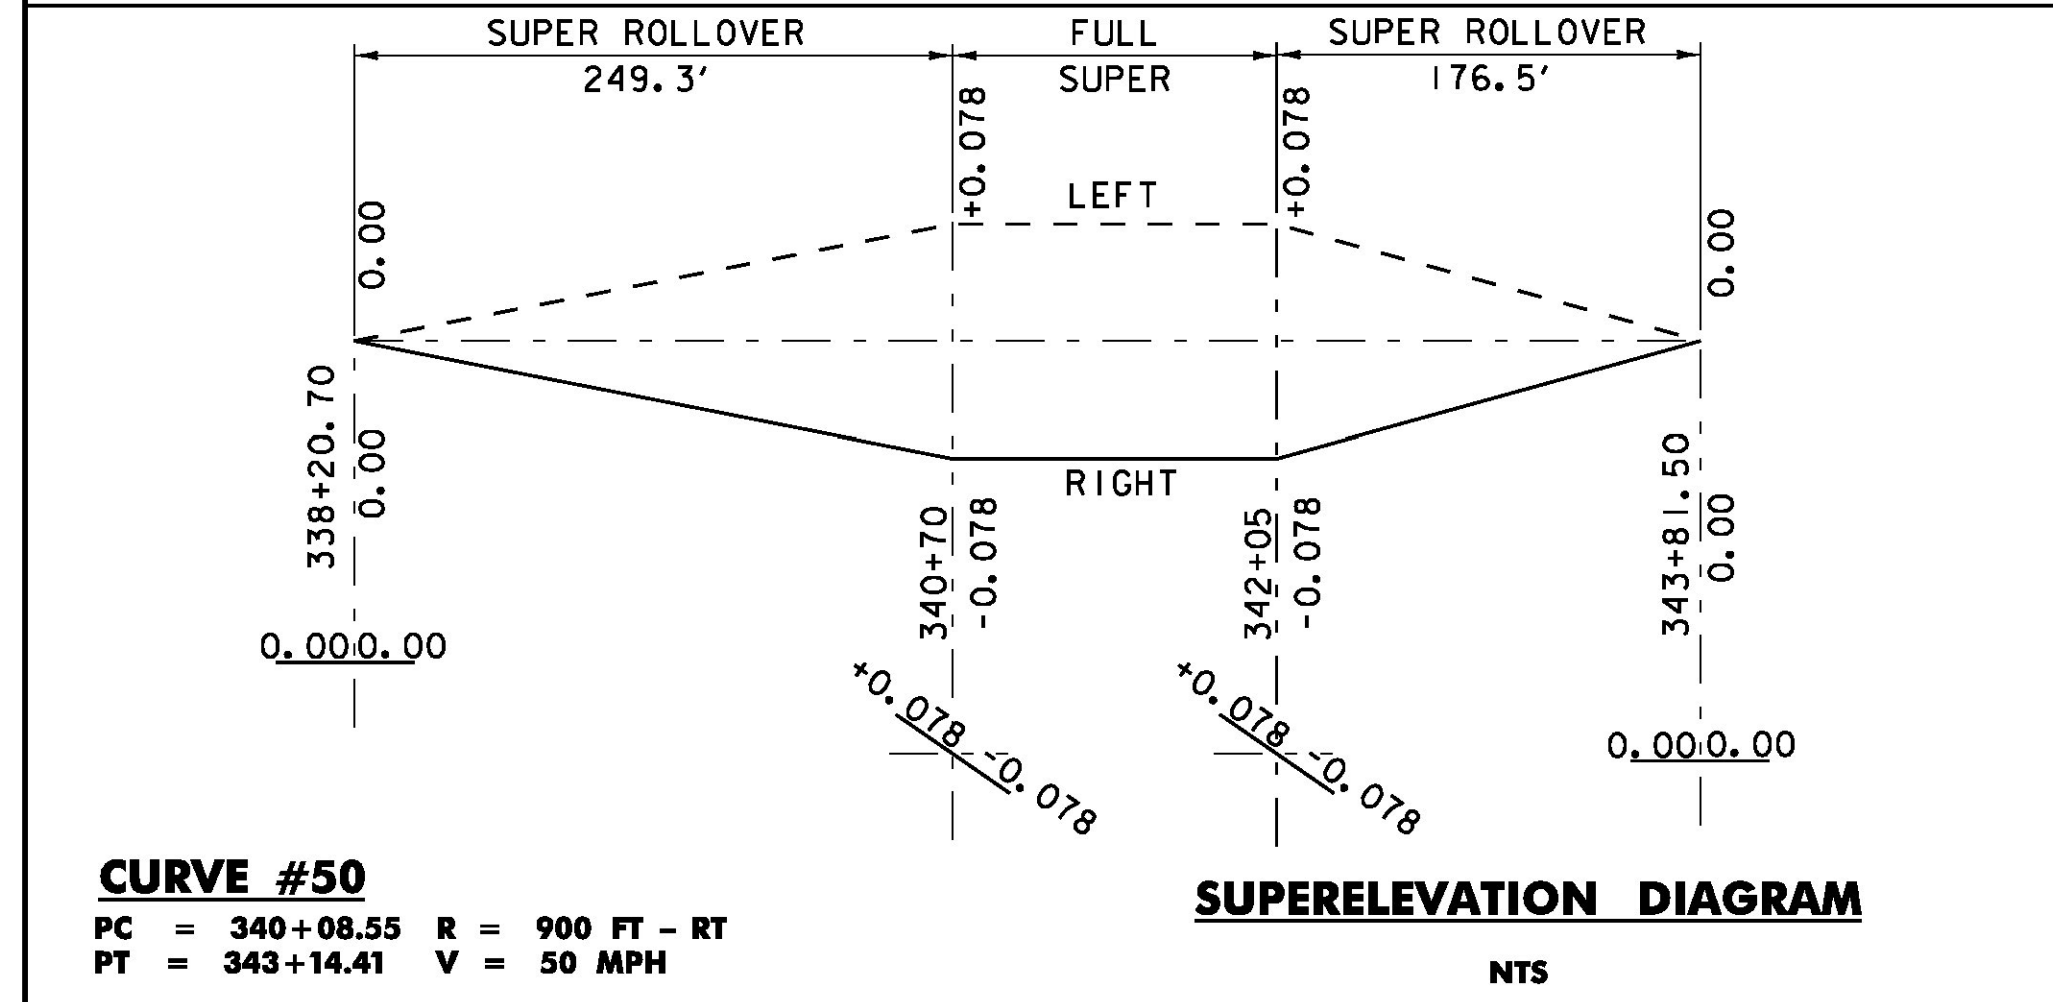 SUPER ROLLOVER
249.3'
FULL
SUPER
SUPER ROLLOVER
176.5'
+0.078
+0.078
LEFT
0.00
0.00
338+20.70
0.00
RIGHT
340+70
-0.078
342+05
-0.078
343+81.50
0.00
0.00 0.00
+0.078 -0.078
+0.078 -0.078
0.00 0.00
CURVE #50
PC = 340+08.55 R = 900 FT - RT
PT = 343+14.41 V = 50 MPH
SUPERELEVATION DIAGRAM
NTS